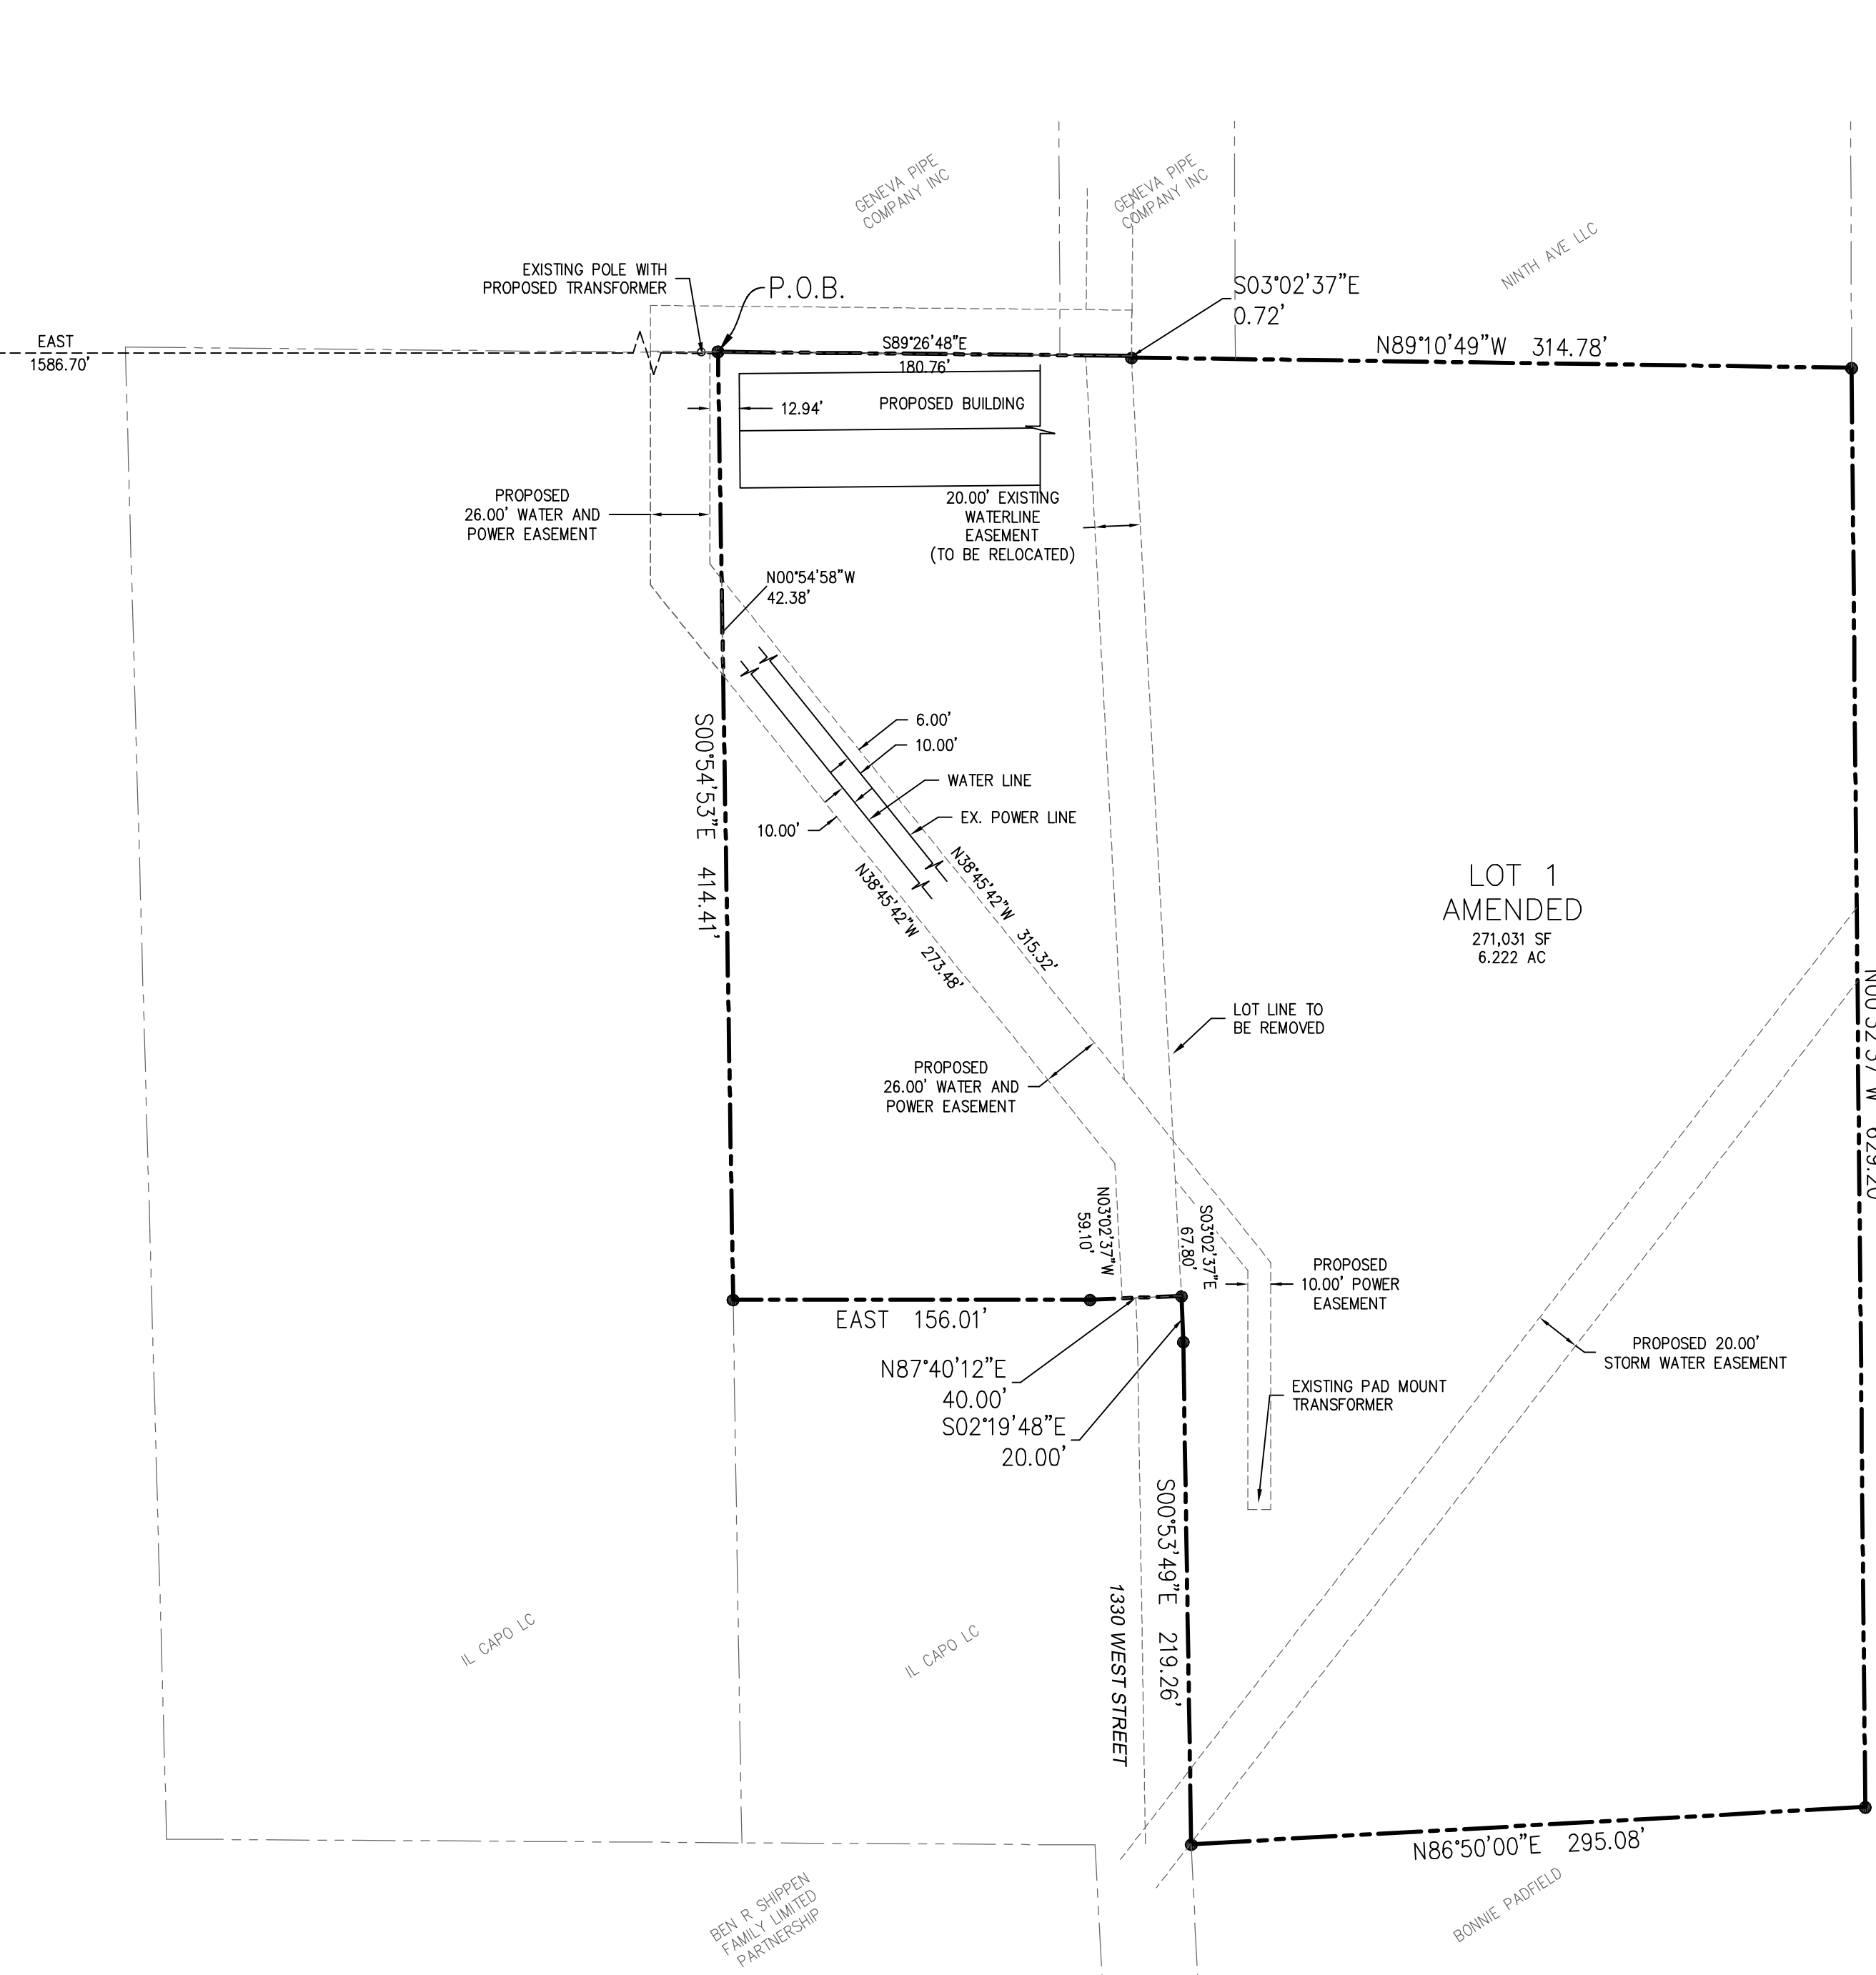 GENEVA PIPE
COMPANY INC
GENEVA PIPE
COMPANY INC
NINTH AVE LLC
EXISTING POLE WITH
PROPOSED TRANSFORMER
P.O.B.
S03°02'37"E
0.72'
EAST
1586.70'
S89°26'48"E
180.76'
N89°10'49"W 314.78'
12.94'
PROPOSED BUILDING
PROPOSED
26.00' WATER AND
POWER EASEMENT
20.00' EXISTING
WATERLINE
EASEMENT
(TO BE RELOCATED)
N00°54'58"W
42.38'
S00°54'53"E 414.41'
6.00'
10.00'
WATER LINE
EX. POWER LINE
10.00'
N38°45'42"W 315.32'
N38°45'42"W 273.48'
LOT 1
AMENDED
271,031 SF
6.222 AC
LOT LINE TO
BE REMOVED
PROPOSED
26.00' WATER AND
POWER EASEMENT
N03°02'37"W
59.10'
S03°02'37"E
67.80'
PROPOSED
10.00' POWER
EASEMENT
EAST 156.01'
N87°40'12"E
40.00'
S02°19'48"E
20.00'
PROPOSED 20.00'
STORM WATER EASEMENT
EXISTING PAD MOUNT
TRANSFORMER
S00°53'49"E 219.26'
1330 WEST STREET
IL CAPO LC
IL CAPO LC
N86°50'00"E 295.08'
BEN R SHIPPEN
FAMILY LIMITED
PARTNERSHIP
BONNIE PADFIELD